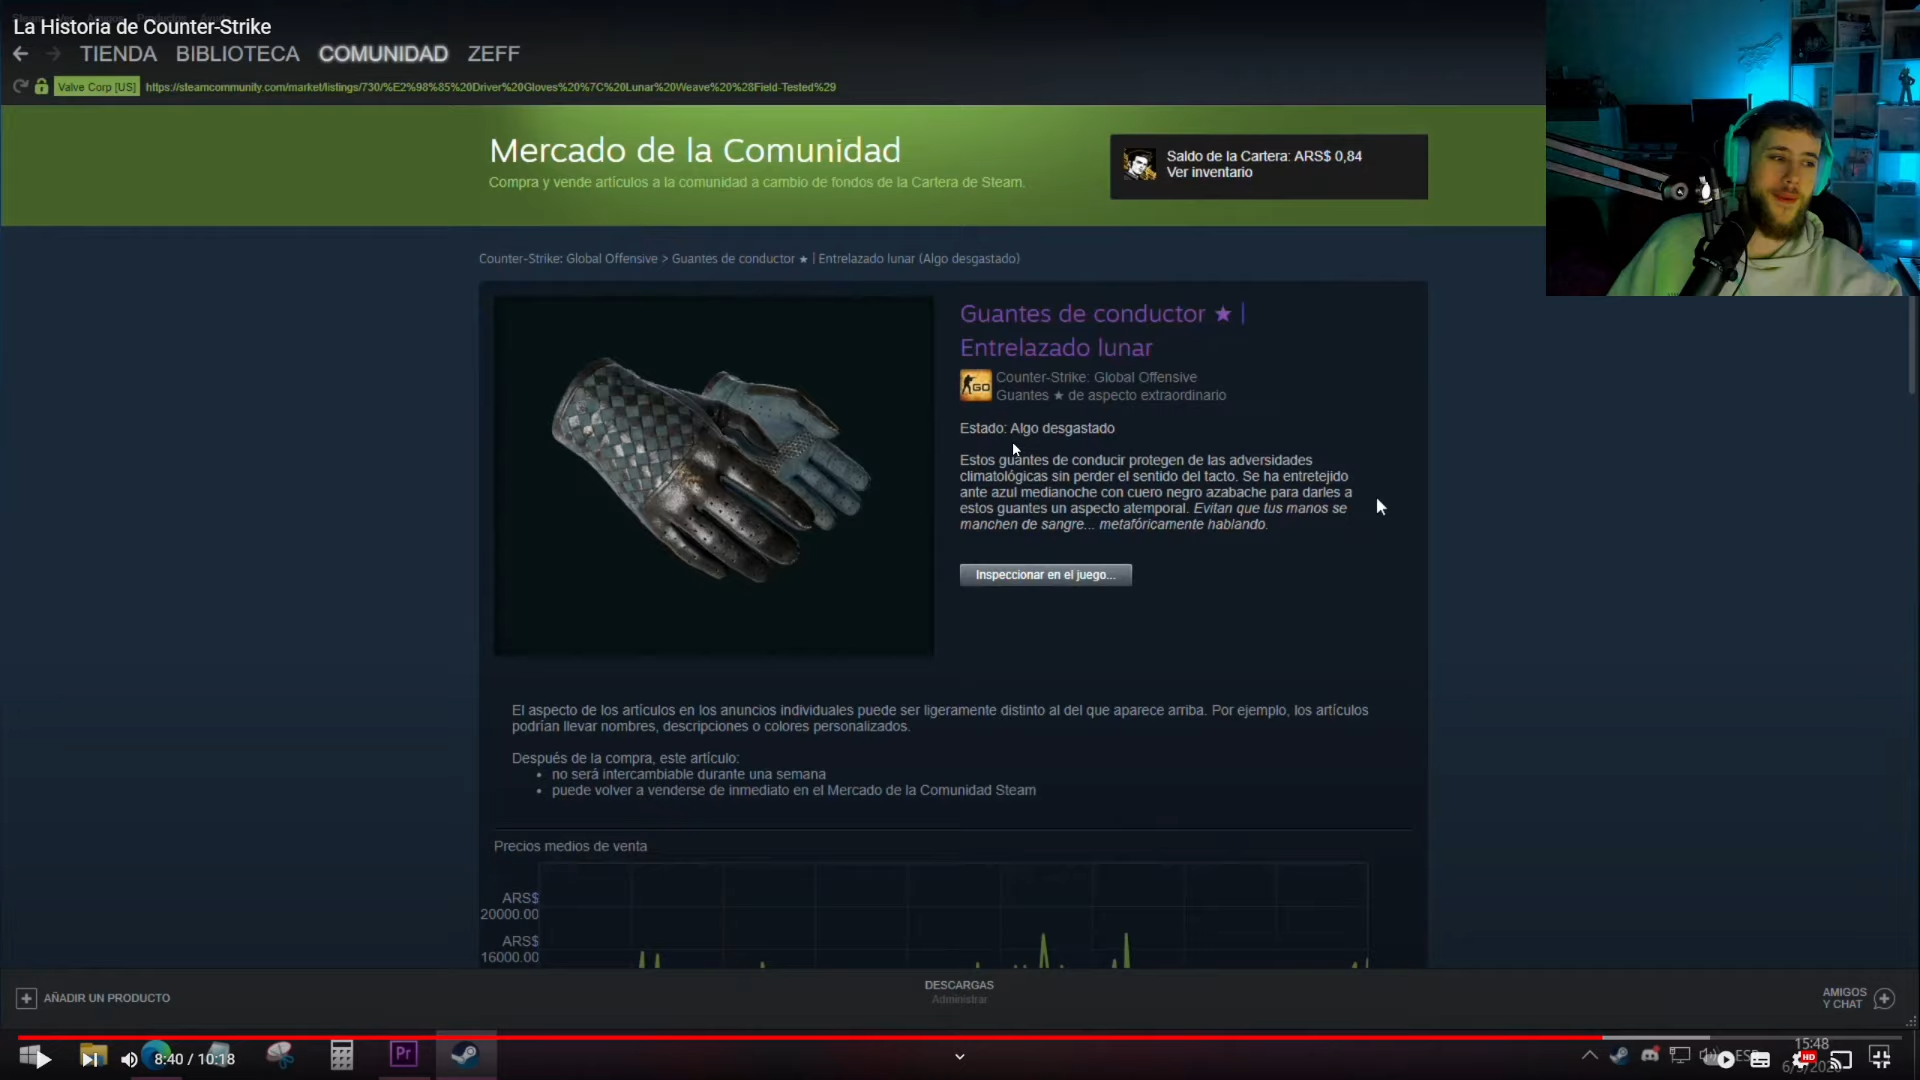 La Historia de Counter-Strike
TIENDA BIBLIOTECA COMUNIDAD ZEFF
Valve Corp [US] https://steamcommunity.com/market/listings/730/%E2%98%85%20Driver%20Gloves%20%7C%20Lunar%20Weave%20%28Field-Tested%29
Mercado de la Comunidad
Compra y vende artículos a la comunidad a cambio de fondos de la Cartera de Steam.
Saldo de la Cartera: ARS$ 0,84
Ver inventario
Counter-Strike: Global Offensive > Guantes de conductor ★ | Entrelazado lunar (Algo desgastado)
Guantes de conductor ★ |
Entrelazado lunar
GO
Counter-Strike: Global Offensive
Guantes ★ de aspecto extraordinario
Estado: Algo desgastado
Estos guantes de conducir protegen de las adversidades
climatológicas sin perder el sentido del tacto. Se ha entretejido
ante azul medianoche con cuero negro azabache para darles a
estos guantes un aspecto atemporal. Evitan que tus manos se
manchen de sangre... metafóricamente hablando.
Inspeccionar en el juego...
El aspecto de los artículos en los anuncios individuales puede ser ligeramente distinto al del que aparece arriba. Por ejemplo, los artículos
podrían llevar nombres, descripciones o colores personalizados.
Después de la compra, este artículo:
• no será intercambiable durante una semana
• puede volver a venderse de inmediato en el Mercado de la Comunidad Steam
Precios medios de venta
ARS$
20000.00
ARS$
16000.00
AÑADIR UN PRODUCTO
DESCARGAS
Administrar
AMIGOS
Y CHAT
8:40 / 10:18
Pr
15:48
HD